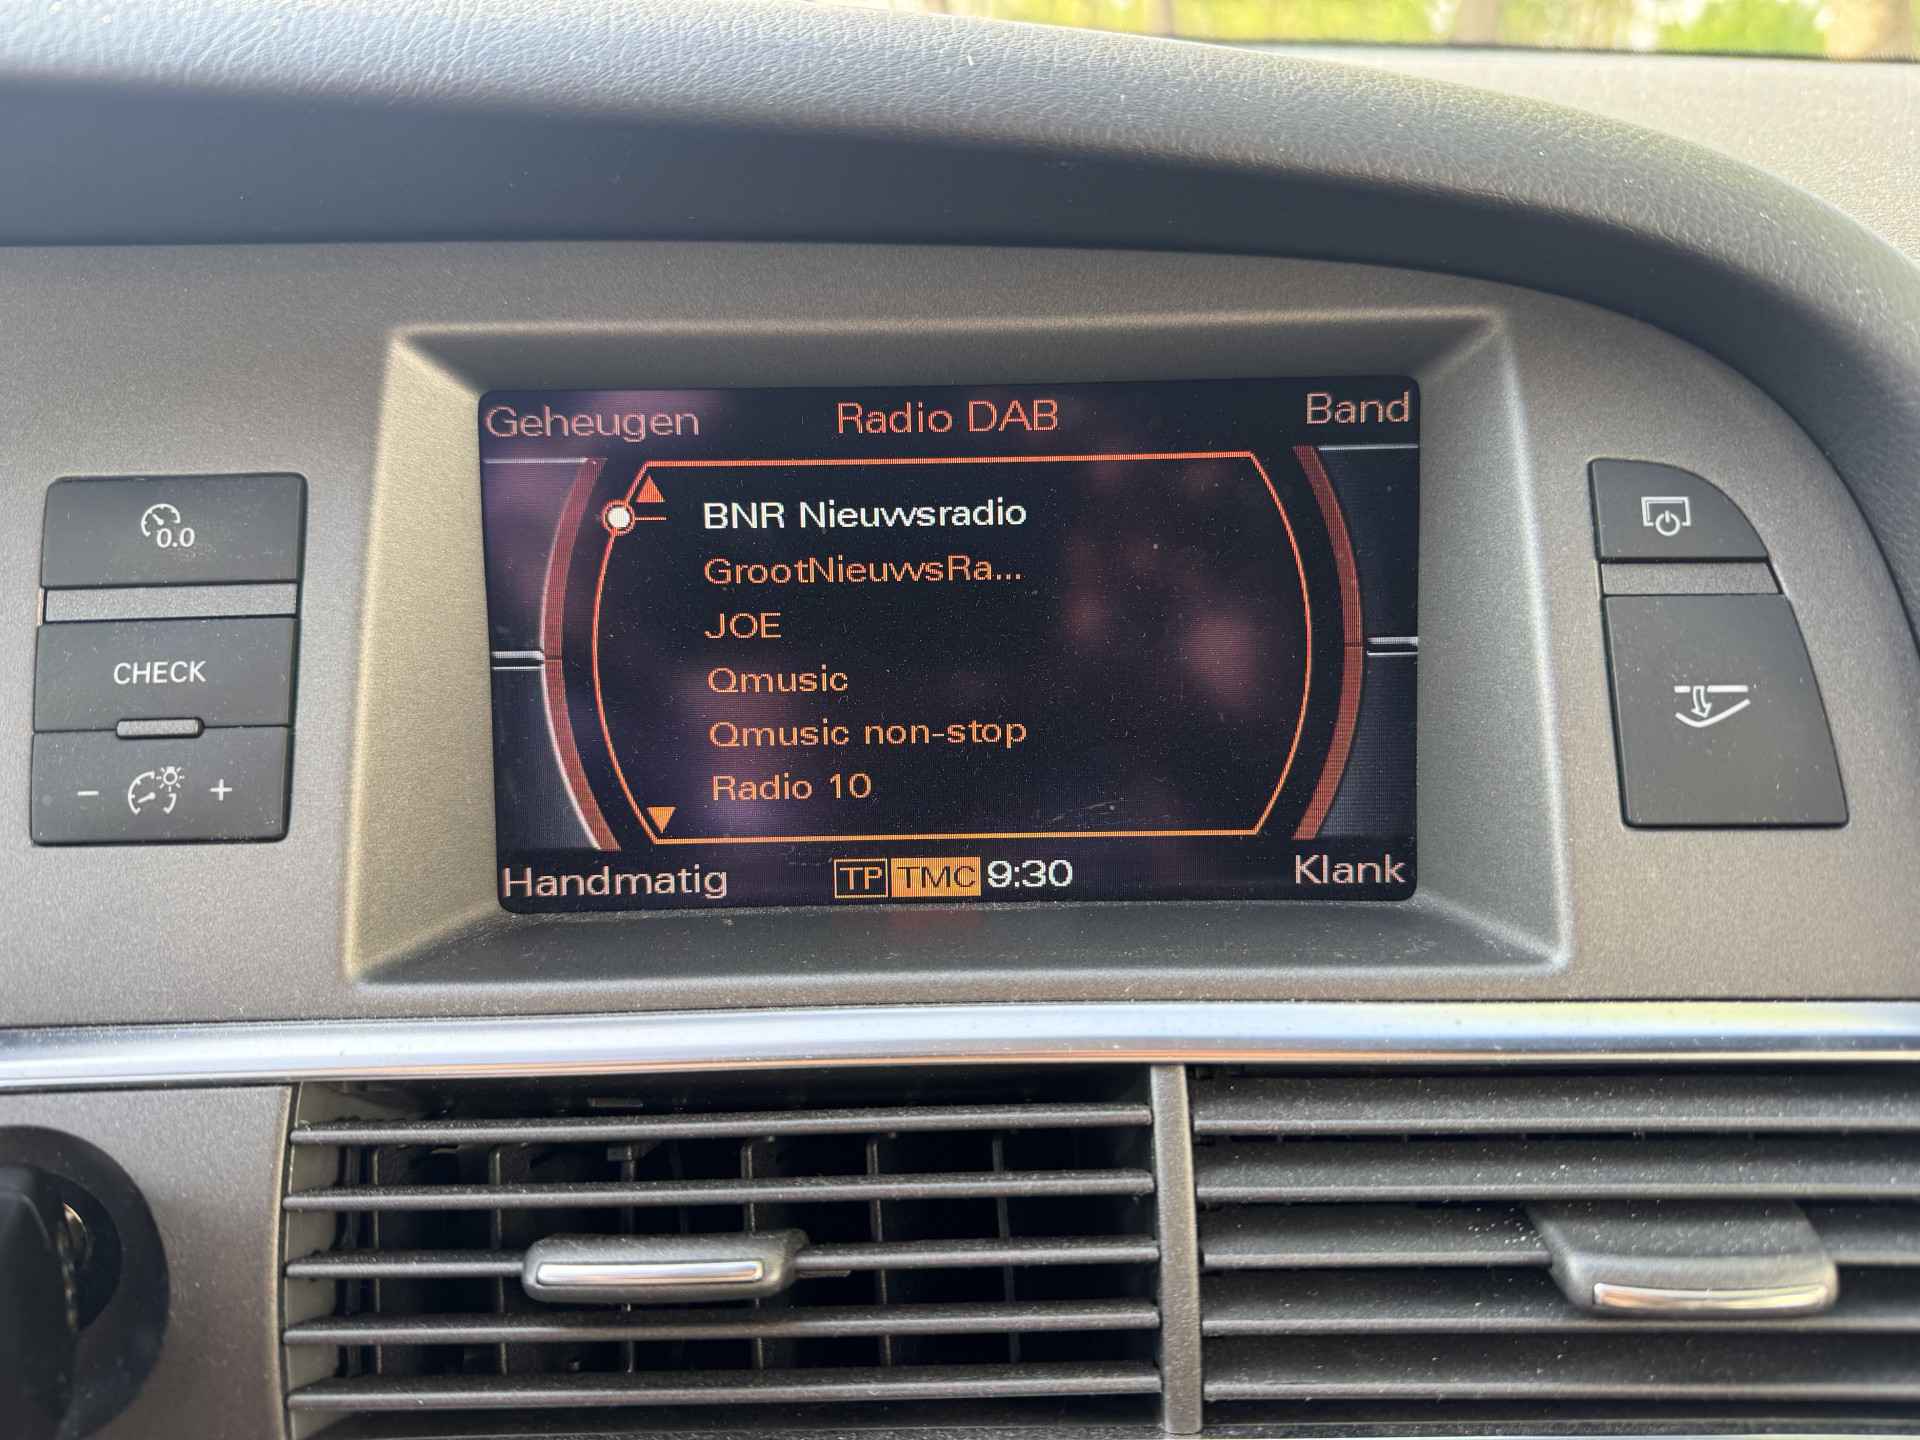 Geheugen Radio DAB Band
BNR Nieuwsradio
GrootNieuwsRa...
JOE
Qmusic
Qmusic non-stop
Radio 10
Handmatig TP TMC 9:30 Klank
0.0
CHECK
- +